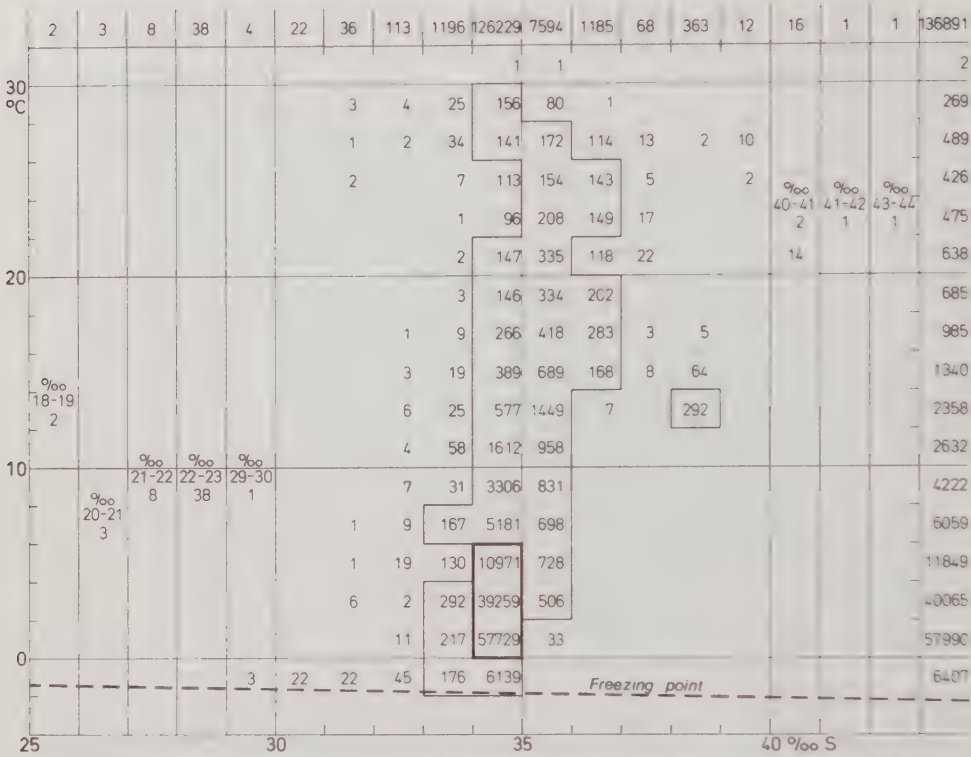 2 3 8 38 4 22 36 113 1196 126229 7594 1185 68 363 12 16 1 1 136891
1 1 2
30
°C 3 4 25 156 80 1 269
1 2 34 141 172 114 13 2 10 489
2 7 113 154 143 5 2 ‰ ‰ ‰ 426
40-41 41-42 43-44
1 96 208 149 17 2 1 1 475
2 147 335 118 22 14 638
20
3 146 334 202 685
1 9 266 418 283 3 5 985
3 19 389 689 168 8 64 1340
‰
18-19 6 25 577 1449 7 292 2358
2
4 58 1612 958 2632
10 ‰ ‰ ‰
21-22 22-23 29-30 7 31 3306 831 4222
‰ 8 38 1
20-21 1 9 167 5181 698 6059
3
1 19 130 10971 728 11849
6 2 292 39259 506 40065
11 217 57729 33 57990
0
3 22 22 45 176 6139 Freezing point 6407
25 30 35 40 ‰ S